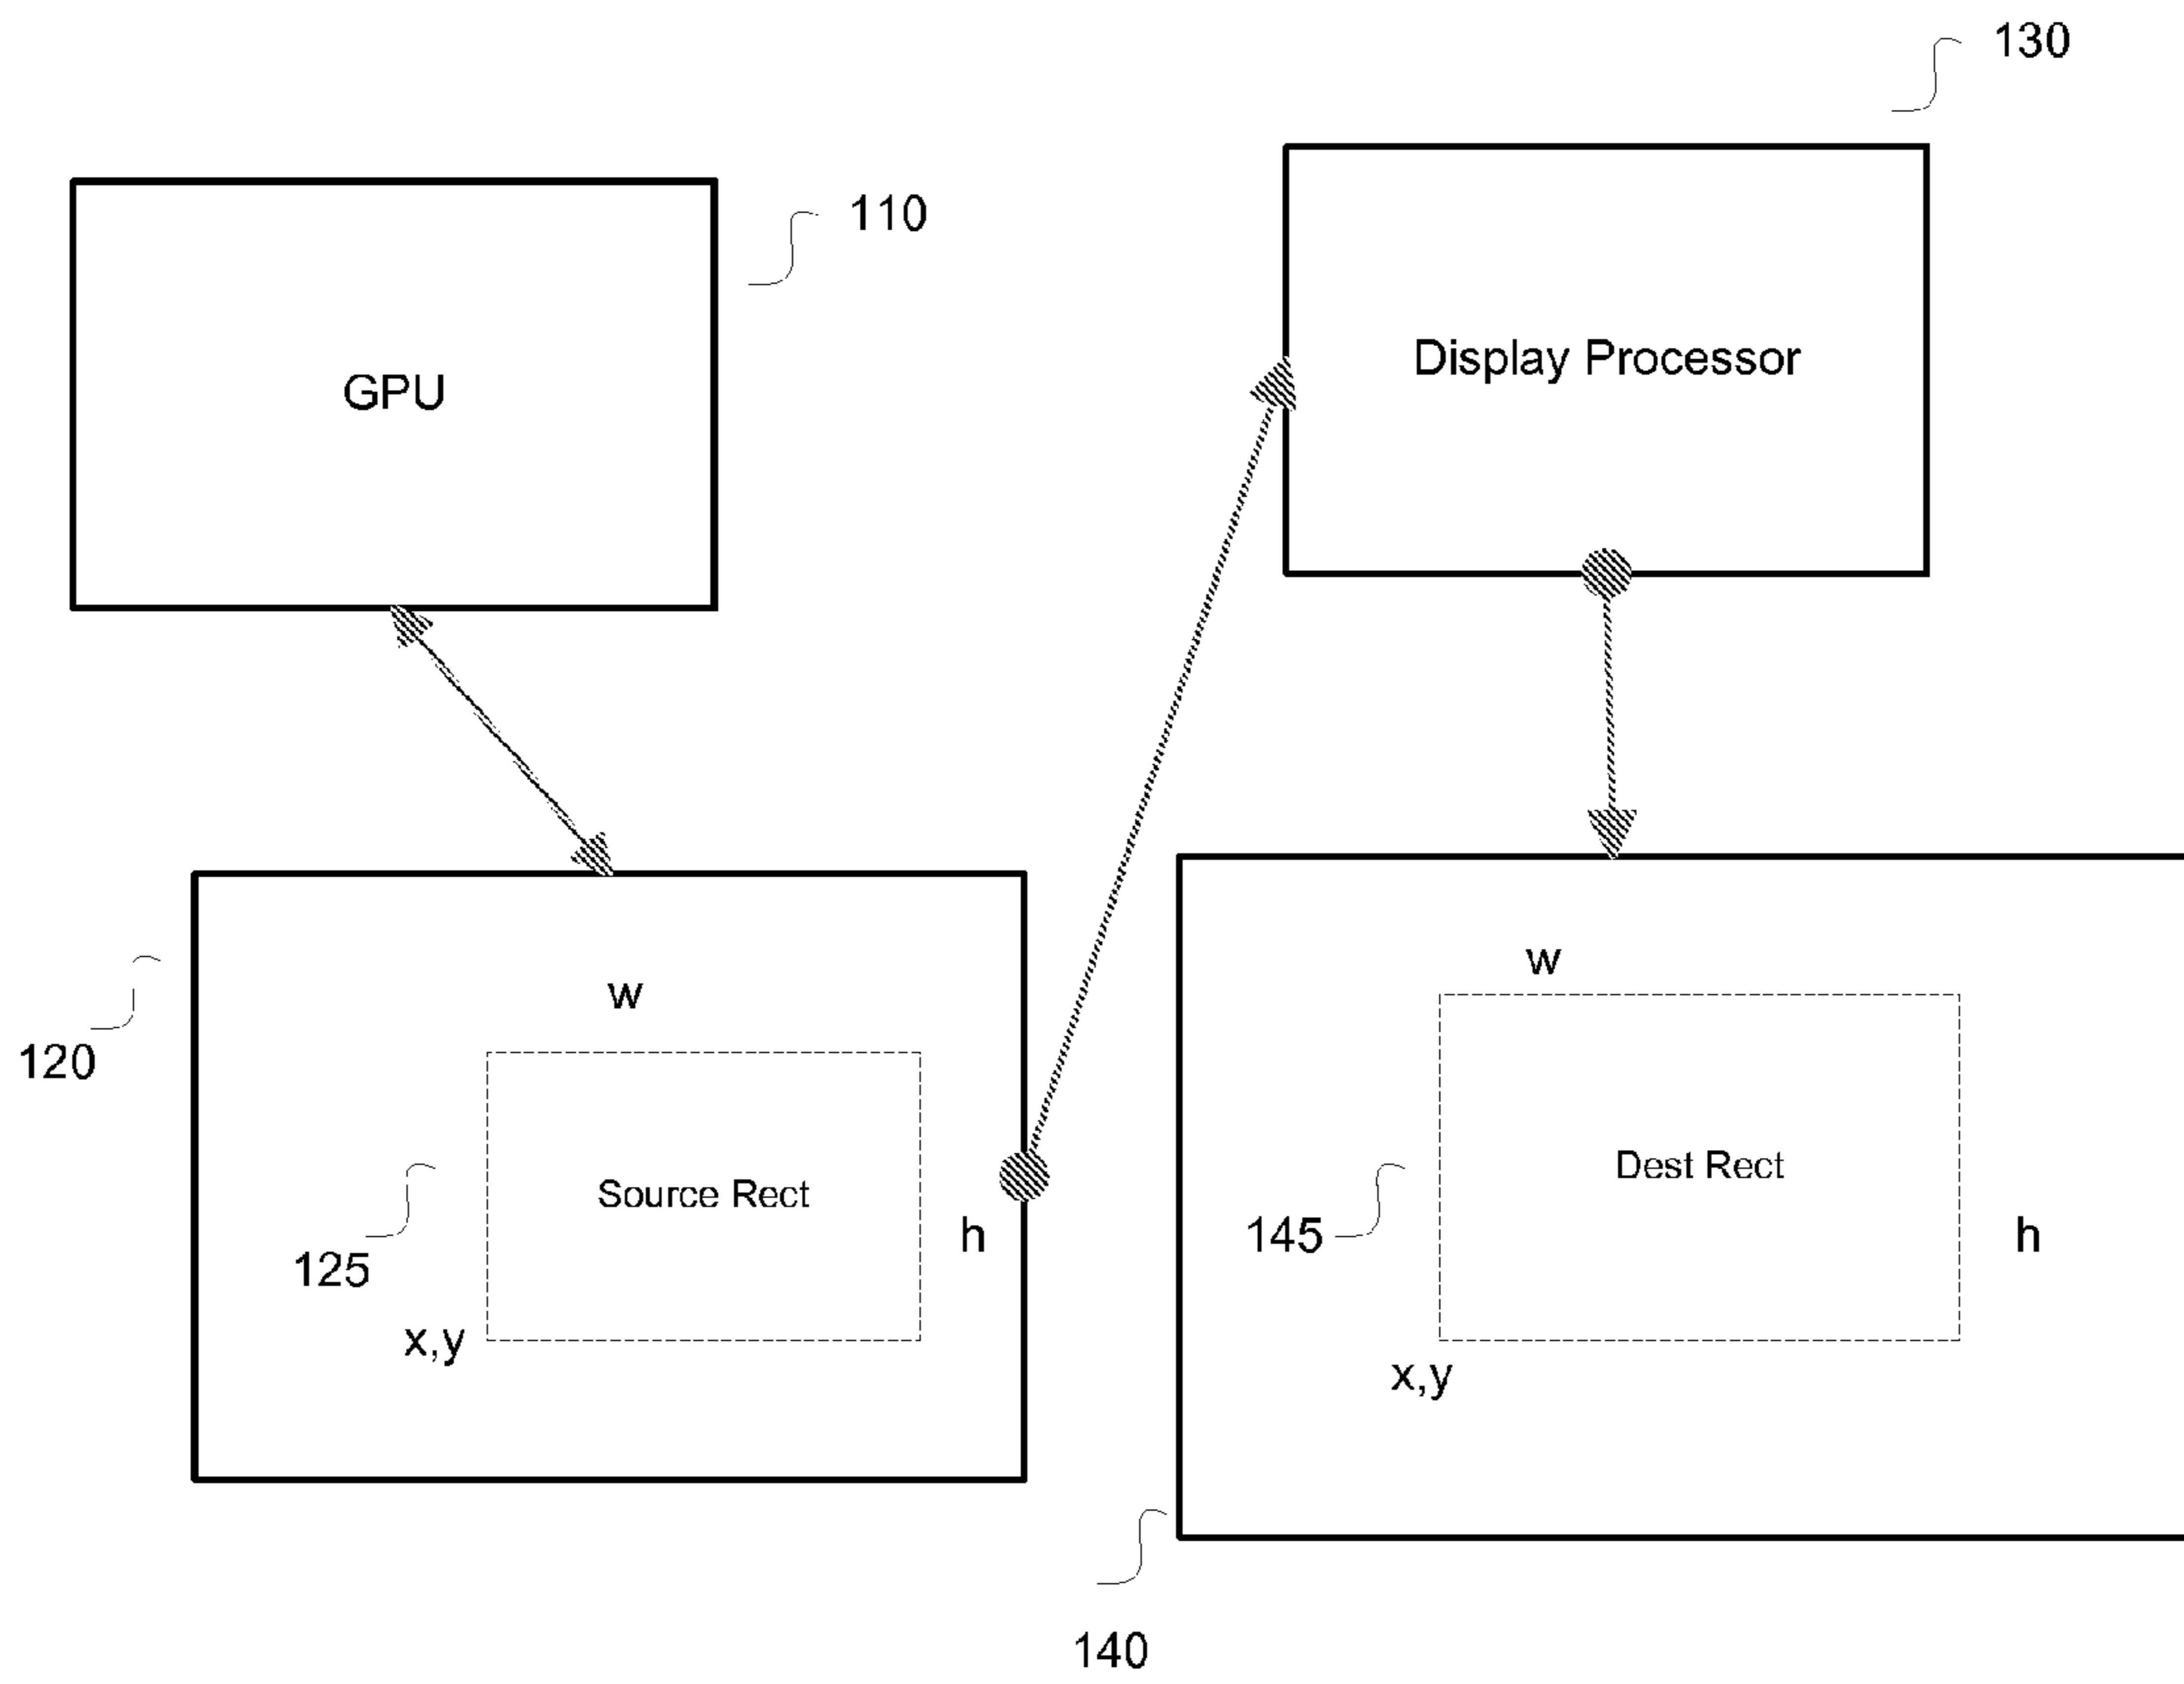 130
110
GPU
Display Processor
w
w
120
Source Rect
Dest Rect
h
145
h
125
x,y
x,y
140